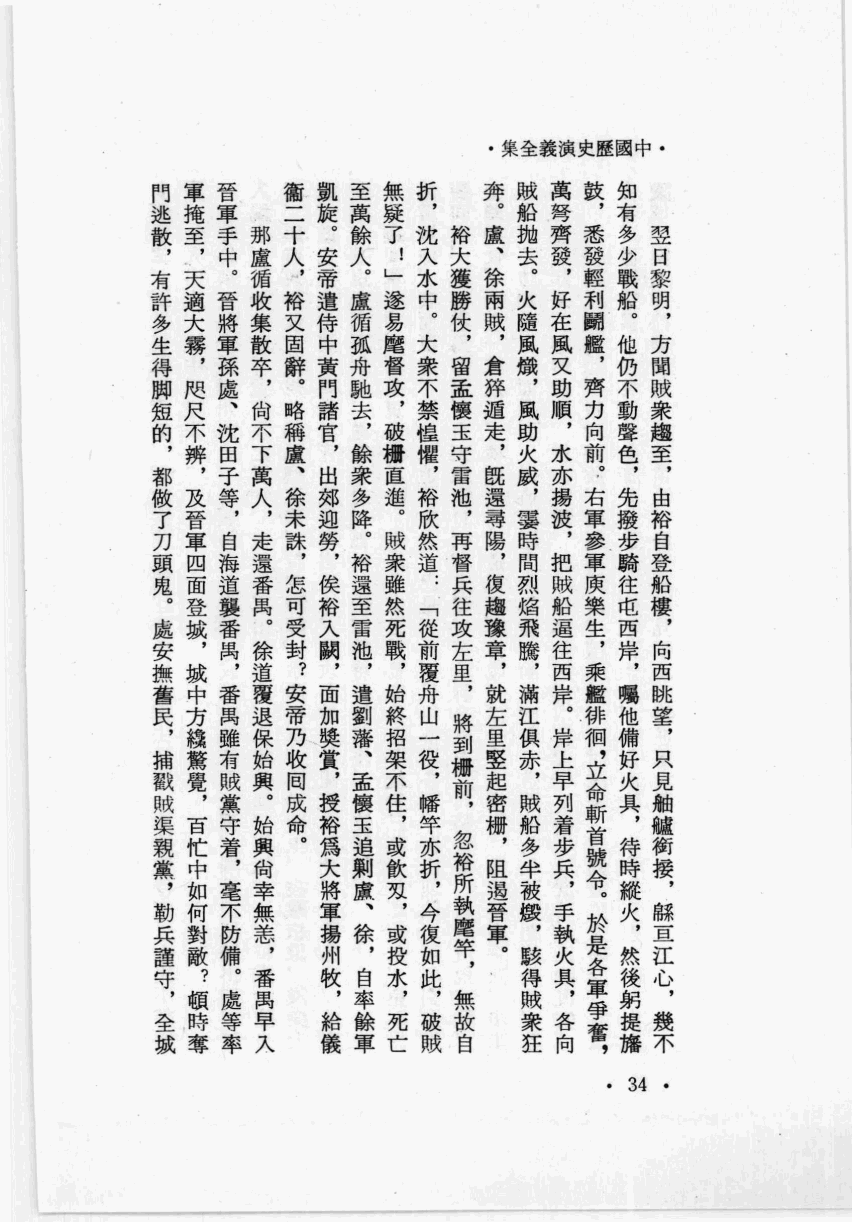 ·集全義演史歷國中·
翌日黎明，方聞賊衆趨至，由裕自登船樓，向西眺望，只見舳艫銜接，緜亘江心，幾不
知有多少戰船。他仍不動聲色，先撥步騎往屯西岸，囑他備好火具，待時縱火，然後躬提旛
鼓，悉發輕利鬭艦，齊力向前。右軍參軍庾樂生，乘艦徘徊，立命斬首號令。於是各軍爭奮，
萬弩齊發，好在風又助順，水亦揚波，把賊船逼往西岸。岸上早列着步兵，手執火具，各向
賊船拋去。火隨風熾，風助火威，霎時間烈焰飛騰，滿江俱赤，賊船多半被燬，駭得賊衆狂
奔。盧、徐兩賊，倉猝遁走，旣還尋陽，復趨豫章，就左里竪起密柵，阻遏晉軍。
裕大獲勝仗，留孟懷玉守雷池，再督兵往攻左里，將到柵前，忽裕所執麾竿，無故自
折，沈入水中。大衆不禁惶懼，裕欣然道：「從前覆舟山一役，幡竿亦折，今復如此，破賊
無疑了！」遂易麾督攻，破柵直進。賊衆雖然死戰，始終招架不住，或飲刄，或投水，死亡
至萬餘人。盧循孤舟馳去，餘衆多降。裕還至雷池，遣劉藩、孟懷玉追剿盧、徐，自率餘軍
凱旋。安帝遣侍中黃門諸官，出郊迎勞，俟裕入闕，面加獎賞，授裕爲大將軍揚州牧，給儀
衞二十人，裕又固辭。略稱盧、徐未誅，怎可受封？安帝乃收囘成命。
那盧循收集散卒，尙不下萬人，走還番禺。徐道覆退保始興。始興尙幸無恙，番禺早入
晉軍手中。晉將軍孫處、沈田子等，自海道襲番禺，番禺雖有賊黨守着，毫不防備。處等率
軍掩至，天適大霧，咫尺不辨，及晉軍四面登城，城中方纔驚覺，百忙中如何對敵？頓時奪
門逃散，有許多生得脚短的，都做了刀頭鬼。處安撫舊民，捕戳賊渠親黨，勒兵謹守，全城
· 34 ·